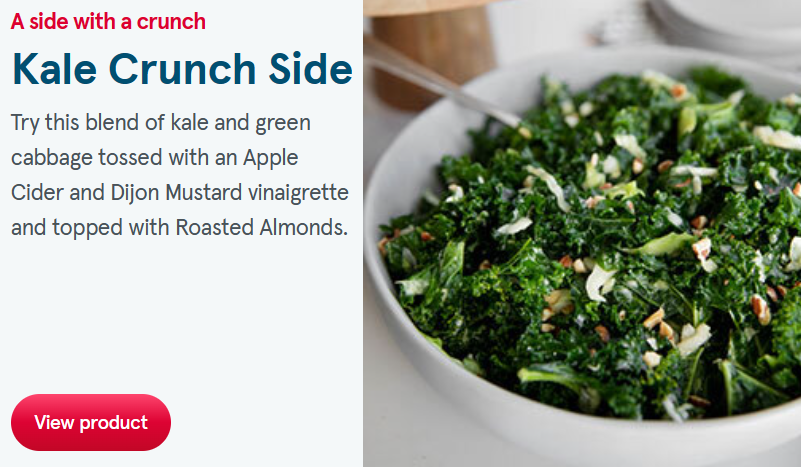 A side with a crunch
Kale Crunch Side
Try this blend of kale and green
cabbage tossed with an Apple
Cider and Dijon Mustard vinaigrette
and topped with Roasted Almonds.
View product